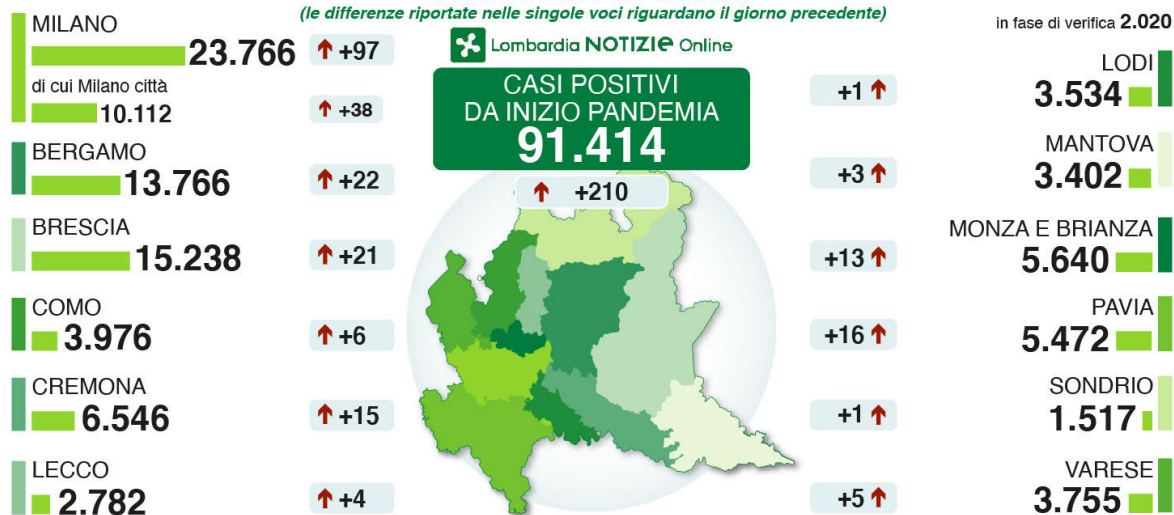 (le differenze riportate nelle singole voci riguardano il giorno precedente)
in fase di verifica 2.020
Lombardia NOTIZIE Online
CASI POSITIVI
DA INIZIO PANDEMIA
91.414
+210
MILANO
23.766 +97
di cui Milano città
10.112 +38
BERGAMO
13.766 +22
BRESCIA
15.238 +21
COMO
3.976 +6
CREMONA
6.546 +15
LECCO
2.782 +4
LODI
+1 3.534
MANTOVA
+3 3.402
MONZA E BRIANZA
+13 5.640
PAVIA
+16 5.472
SONDRIO
+1 1.517
VARESE
+5 3.755